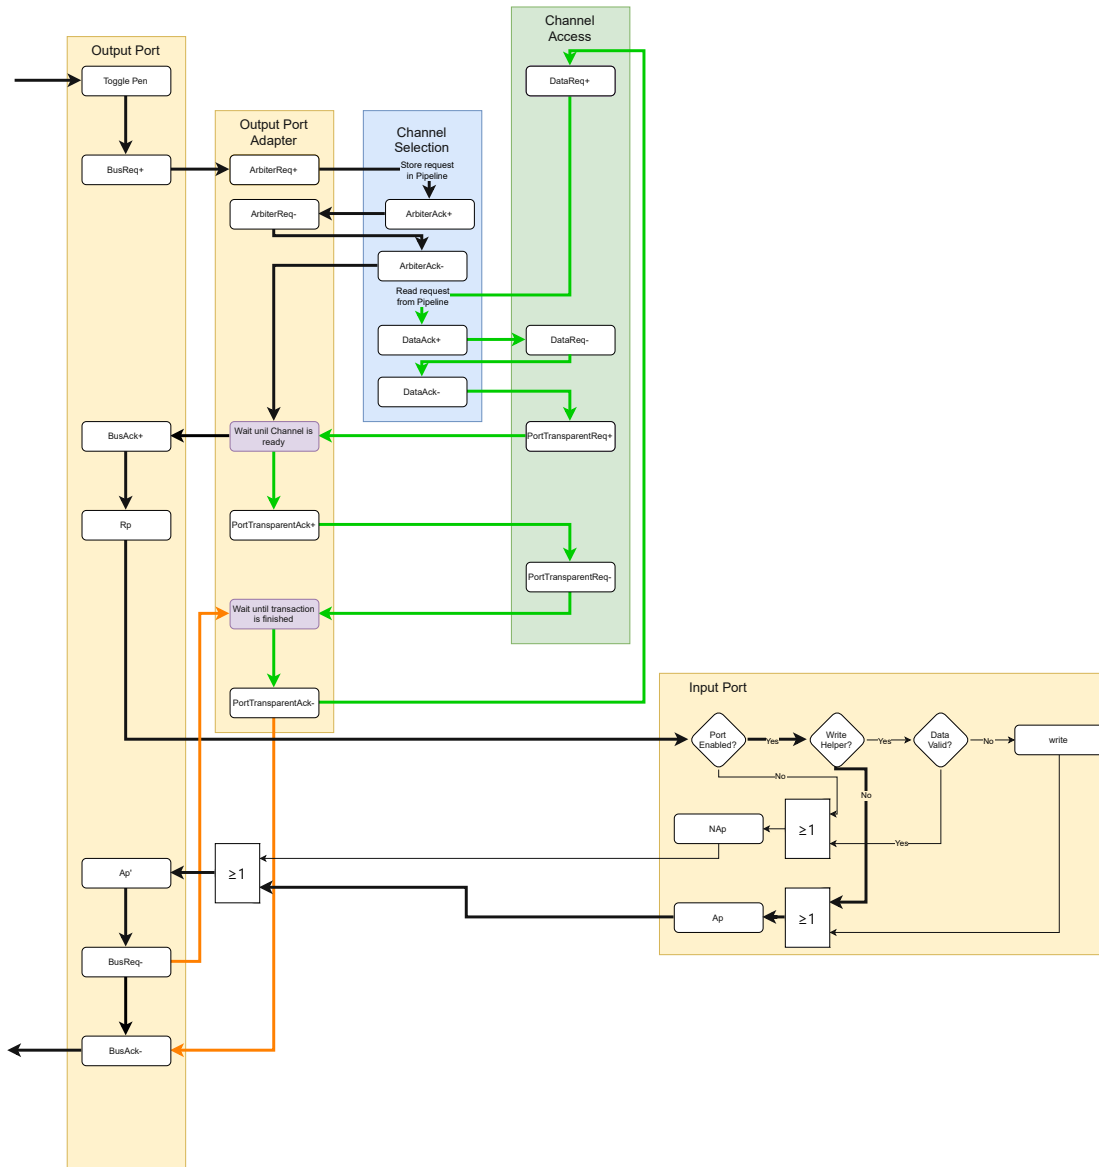 Channel
Access
Output Port
Toggle Pen
DataReq+
Output Port
Adapter
Channel
Selection
BusReq+
ArbiterReq+
Store request
in Pipeline
ArbiterReq-
ArbiterAck+
ArbiterAck-
Read request
from Pipeline
DataAck+
DataReq-
DataAck-
BusAck+
Wait unil Channel is
ready
PortTransparentReq+
Rp
PortTransparentAck+
PortTransparentReq-
Wait until transaction
is finished
PortTransparentAck-
Input Port
Port
Enabled?
Yes
Write
Helper?
Yes
Data
Valid?
No
write
No
No
NAp
≥1
Yes
Ap'
≥1
Ap
≥1
BusReq-
BusAck-